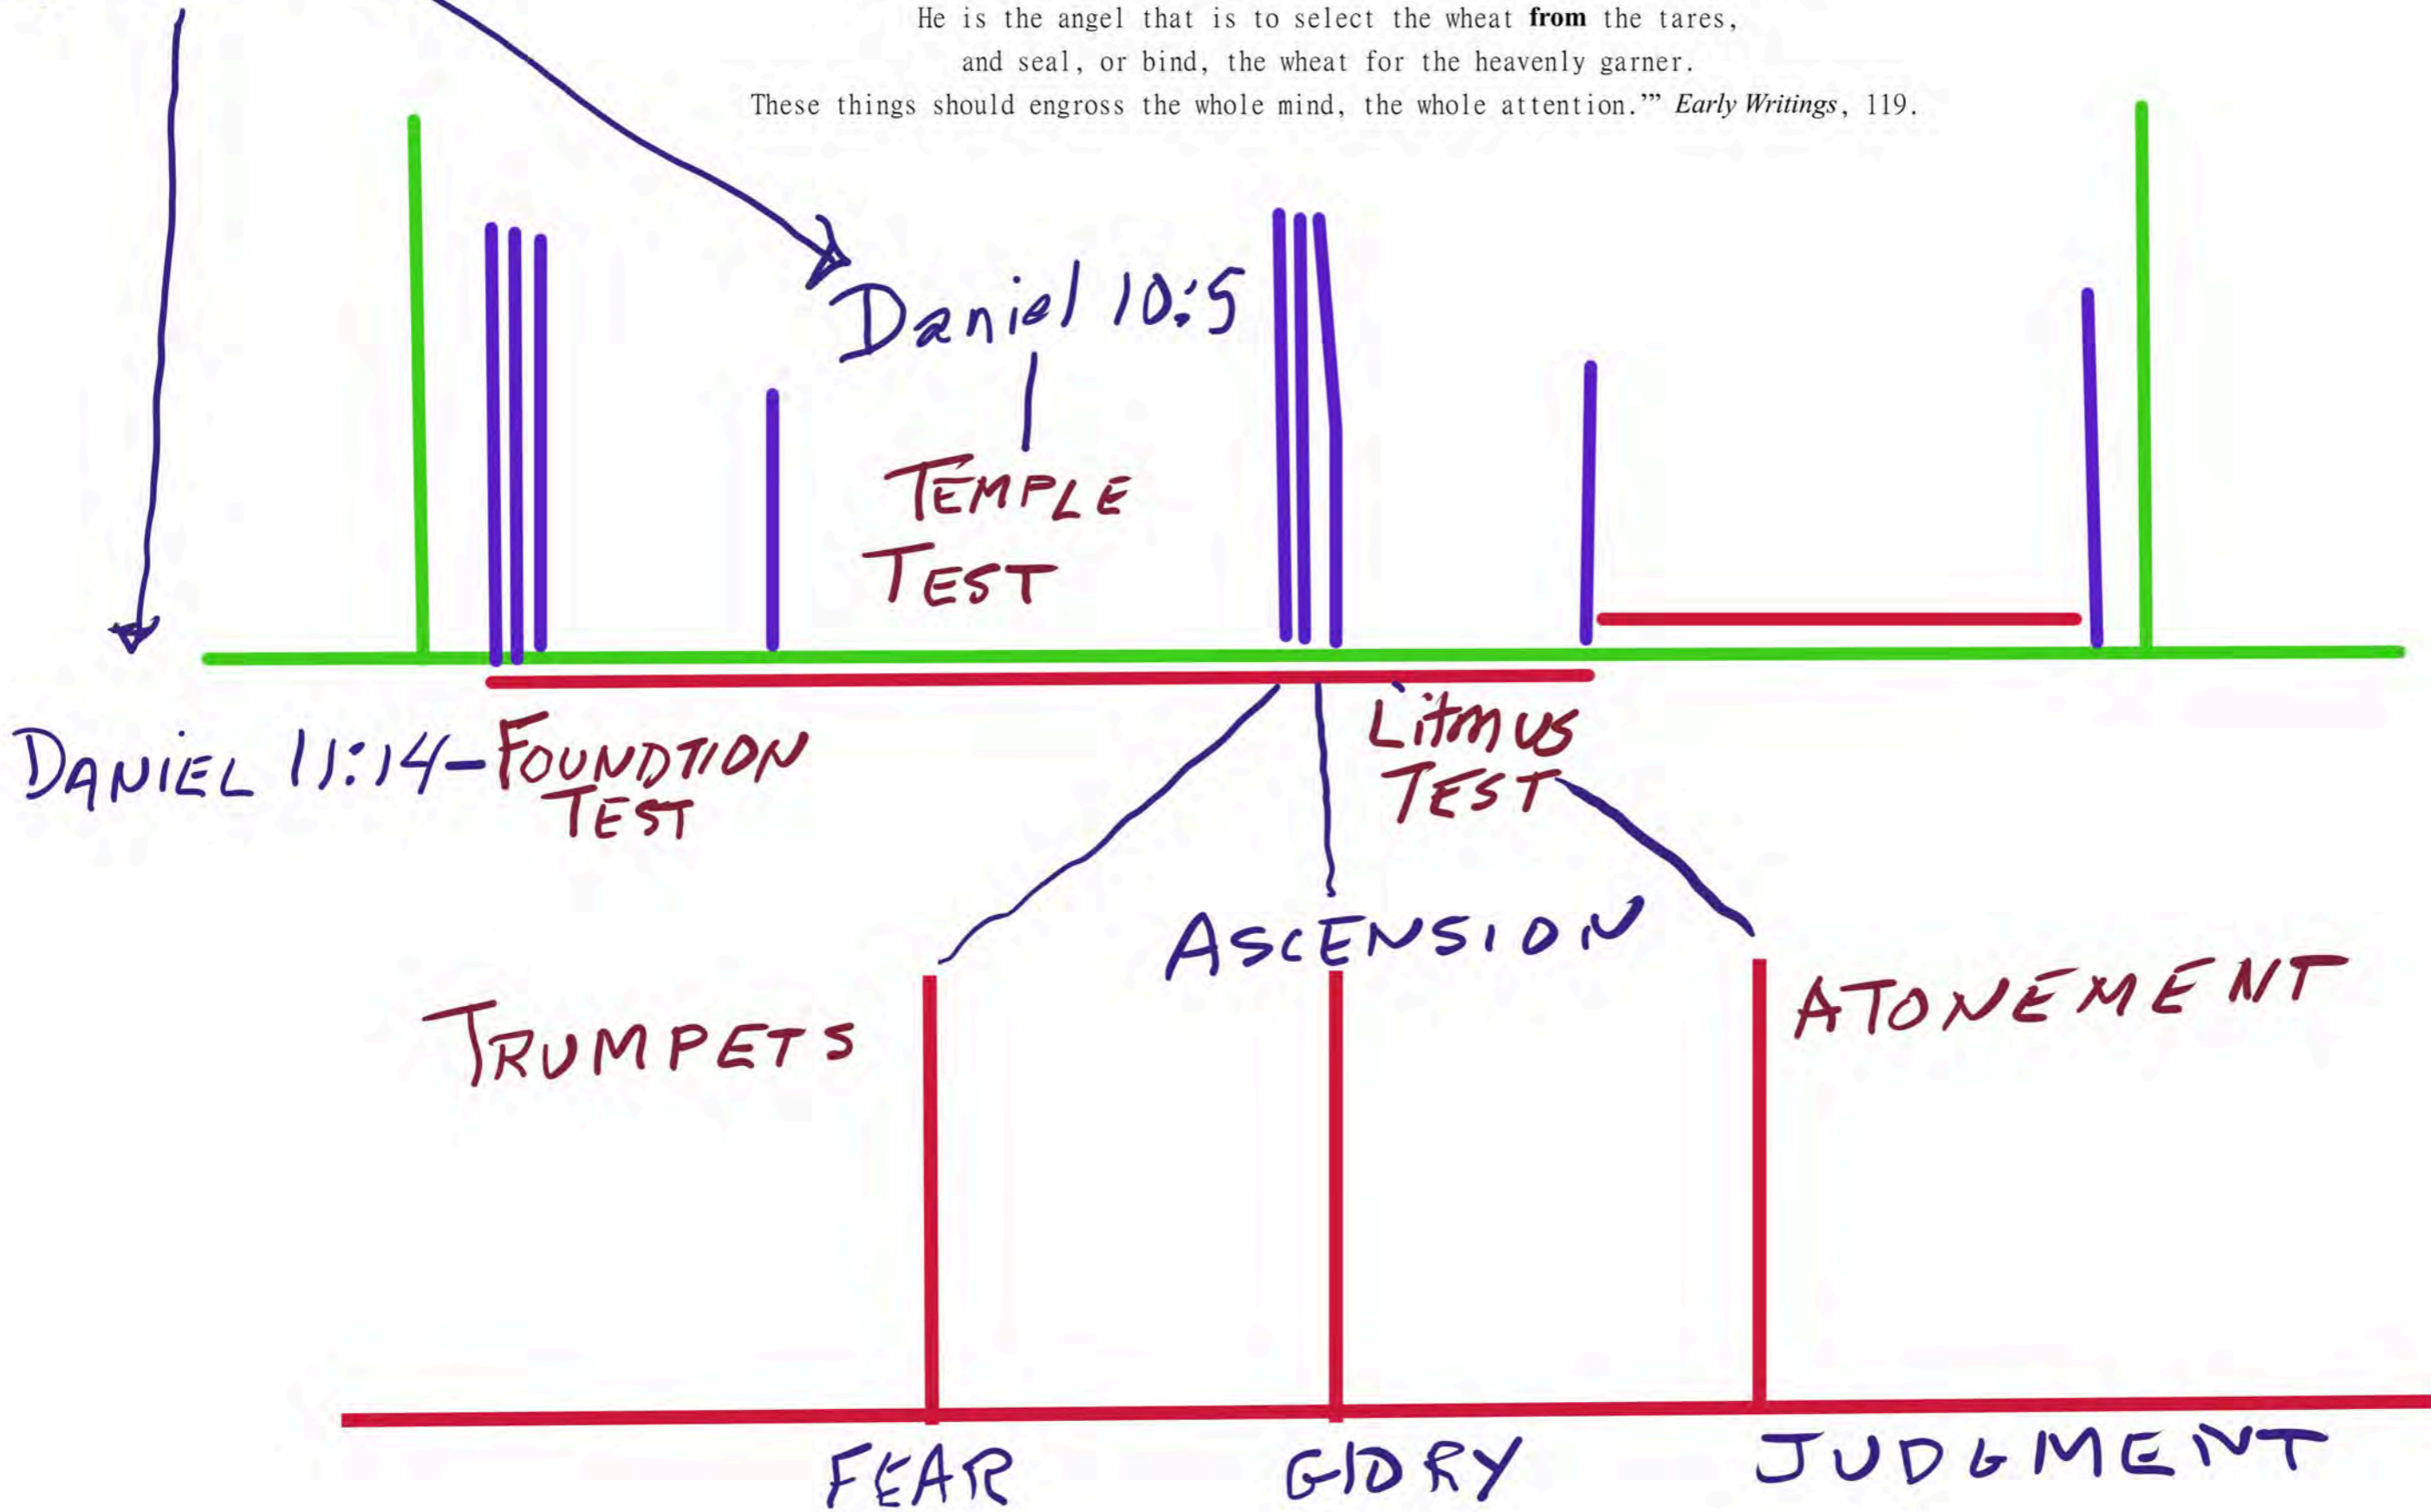 He is the angel that is to select the wheat from the tares,
and seal, or bind, the wheat for the heavenly garner.
These things should engross the whole mind, the whole attention.’” Early Writings, 119.
Daniel 10:5
TEMPLE
TEST
DANIEL 11:14-FOUNDTION
TEST
Litmus
TEST
ASCENSION
TRUMPETS
ATONEMENT
FEAR
GlORY
JUDGMENT